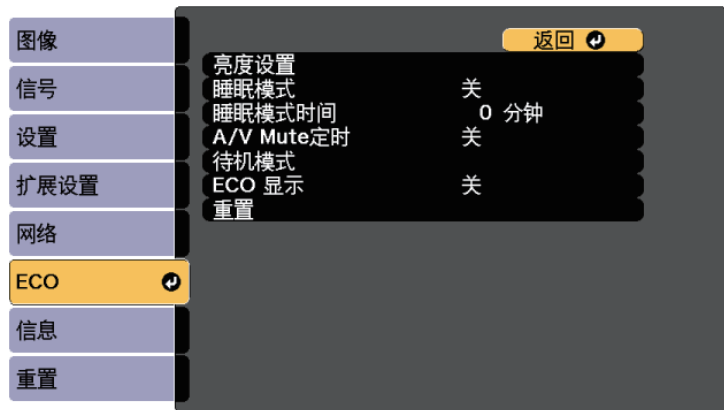 图像
信号
设置
扩展设置
网络
ECO
信息
重置
返回
亮度设置
睡眠模式 关
睡眠模式时间 0 分钟
A/V Mute定时 关
待机模式
ECO 显示 关
重置